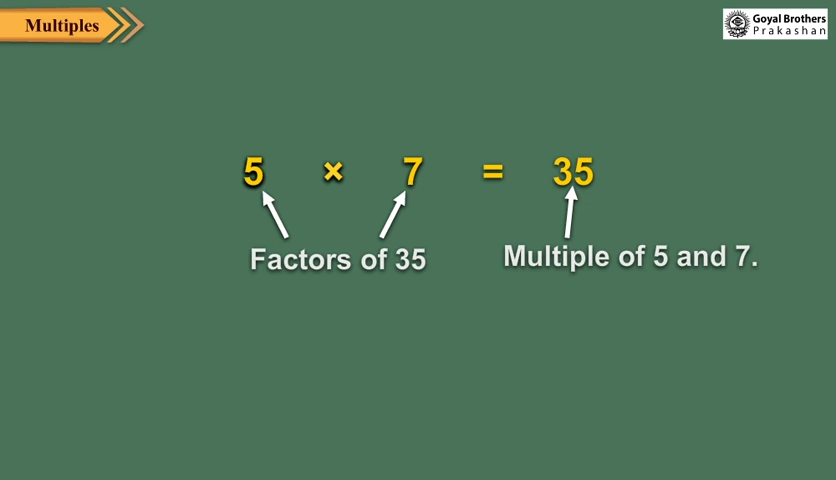 Multiples
Goyal Brothers
Prakashan
5 × 7 = 35
Factors of 35
Multiple of 5 and 7.